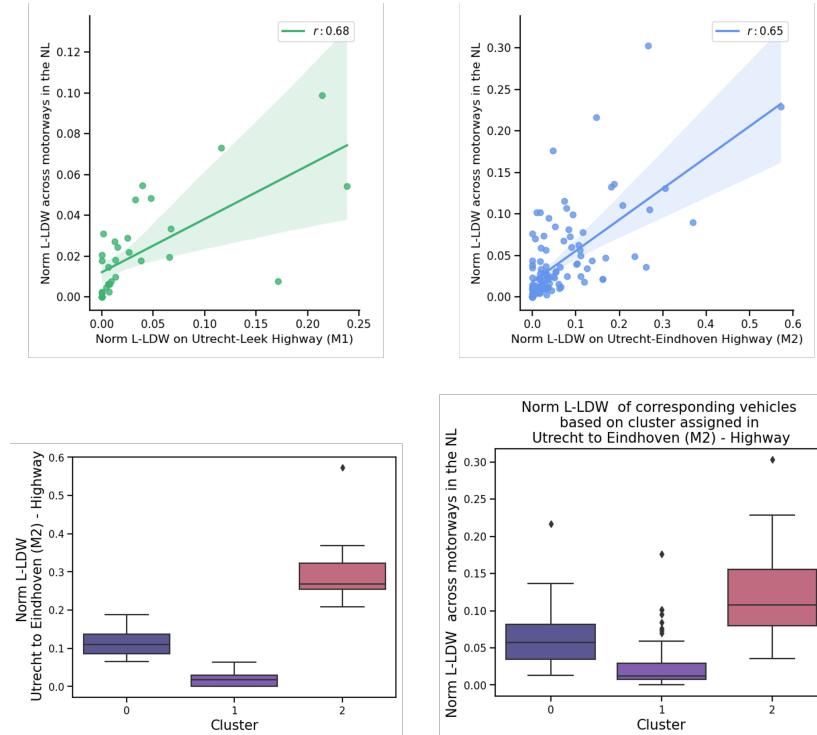 r : 0.68
0.12
0.10
0.08
0.06
0.04
0.02
0.00
Norm L-LDW across motorways in the NL
0.00 0.05 0.10 0.15 0.20 0.25
Norm L-LDW on Utrecht-Leek Highway (M1)
r : 0.65
0.30
0.25
0.20
0.15
0.10
0.05
0.00
Norm L-LDW across motorways in the NL
0.0 0.1 0.2 0.3 0.4 0.5 0.6
Norm L-LDW on Utrecht-Eindhoven Highway (M2)
0.6
0.5
0.4
0.3
0.2
0.1
0.0
Norm L-LDW
Utrecht to Eindhoven (M2) - Highway
0 1 2
Cluster
Norm L-LDW of corresponding vehicles
based on cluster assigned in
Utrecht to Eindhoven (M2) - Highway
0.30
0.25
0.20
0.15
0.10
0.05
0.00
Norm L-LDW across motorways in the NL
0 1 2
Cluster